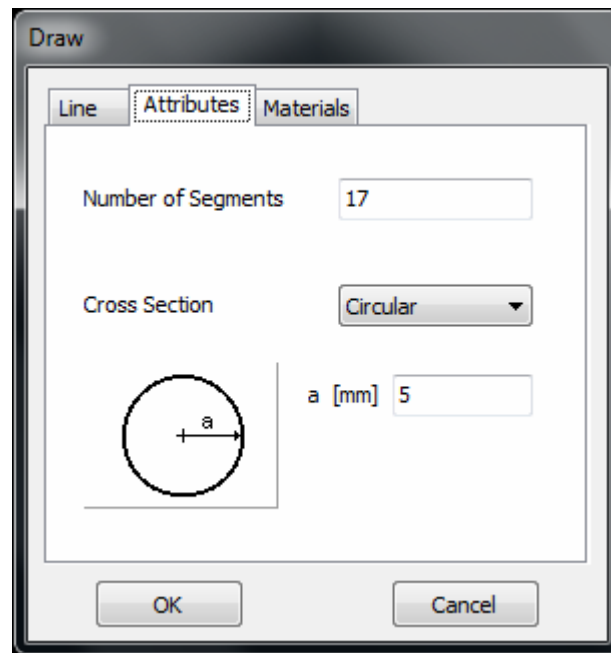 Draw
Line Attributes Materials
Number of Segments 17
Cross Section Circular
a
a [mm] 5
OK Cancel